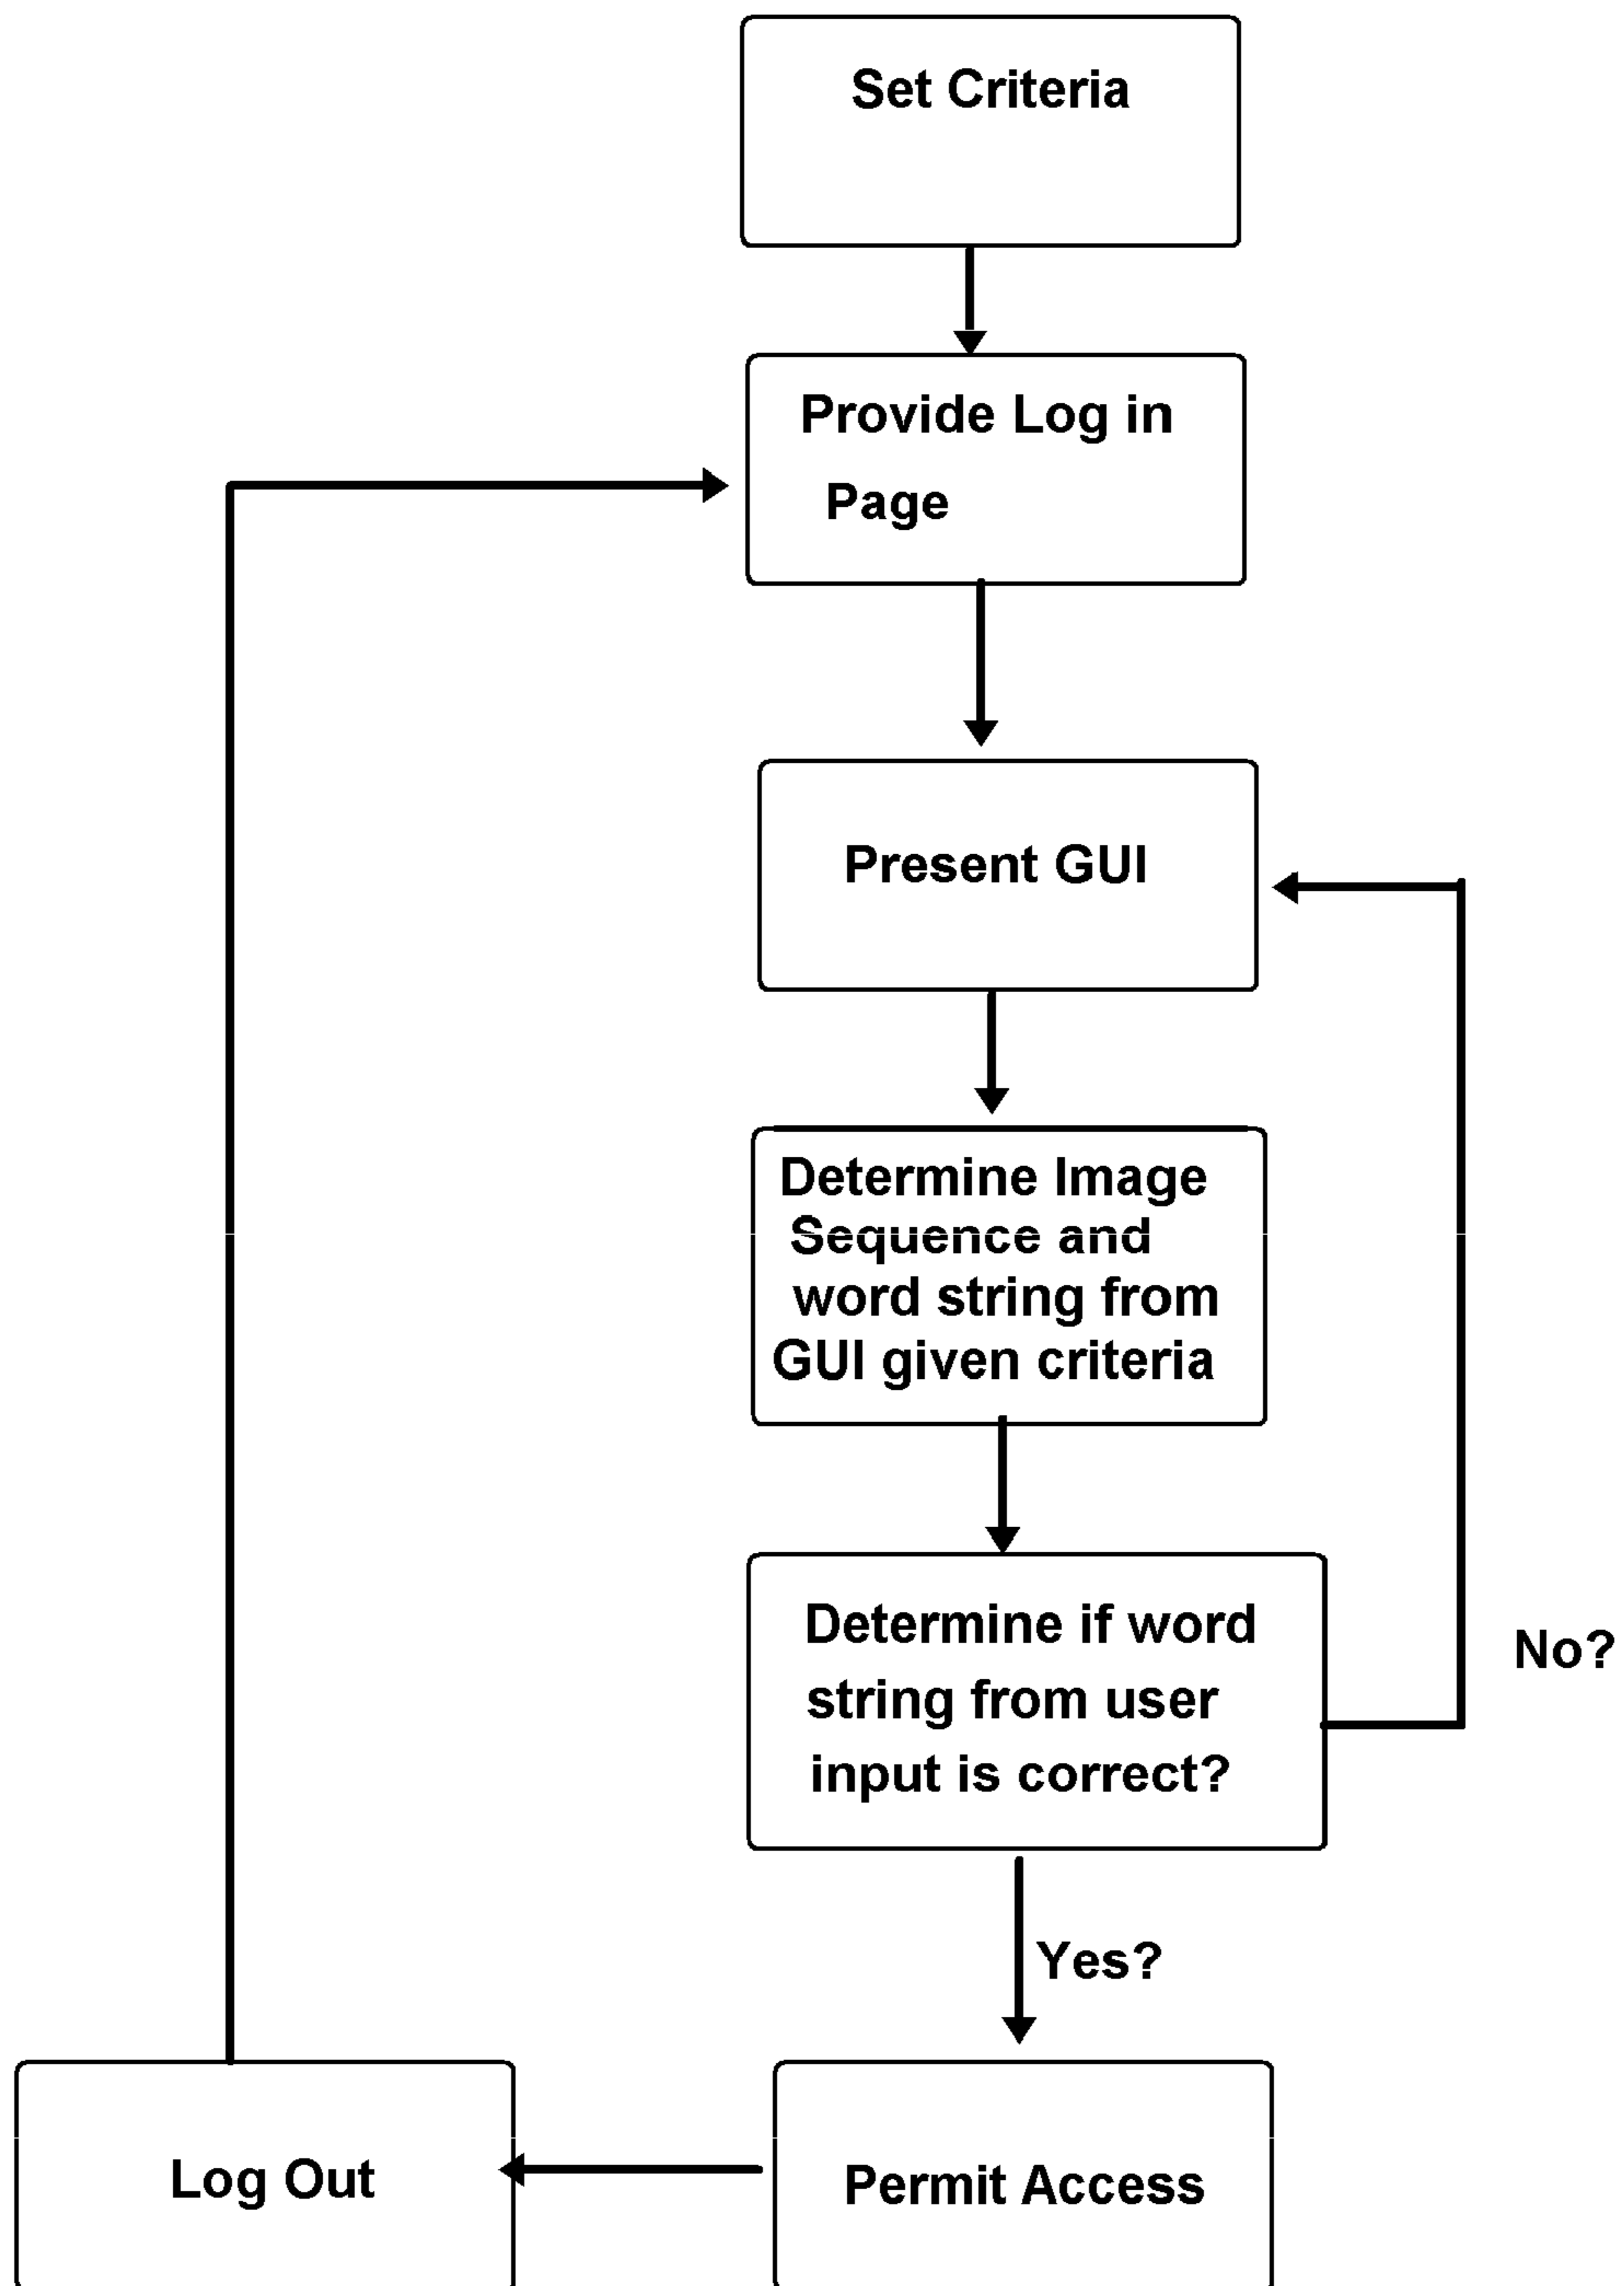 Set Criteria
Provide Log in
Page
Present GUI
Determine Image
Sequence and
word string from
GUI given criteria
Determine if word
string from user
input is correct?
No?
Yes?
Log Out
Permit Access